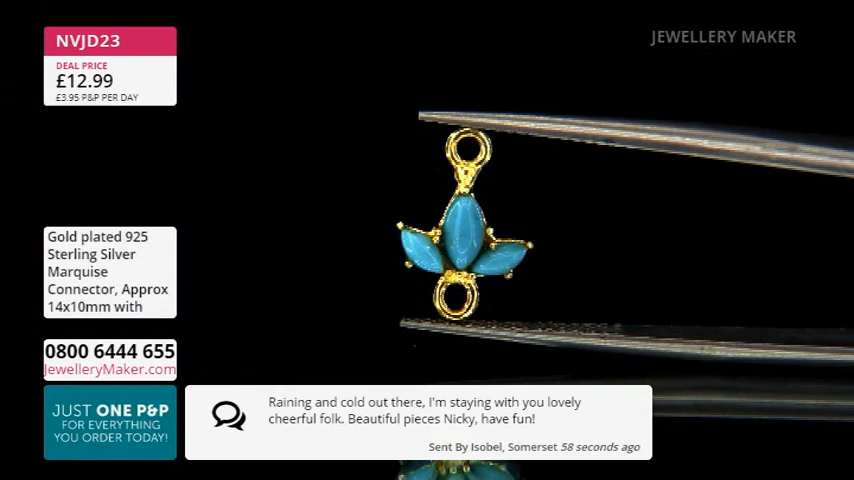 NVJD23
DEAL PRICE
£12.99
£3.95 P&P PER DAY
JEWELLERY MAKER
Gold plated 925
Sterling Silver
Marquise
Connector, Approx
14x10mm with
0800 6444 655
JewelleryMaker.com
JUST ONE P&P
FOR EVERYTHING
YOU ORDER TODAY!
Raining and cold out there, I'm staying with you lovely
cheerful folk. Beautiful pieces Nicky, have fun!
Sent By Isobel, Somerset 58 seconds ago